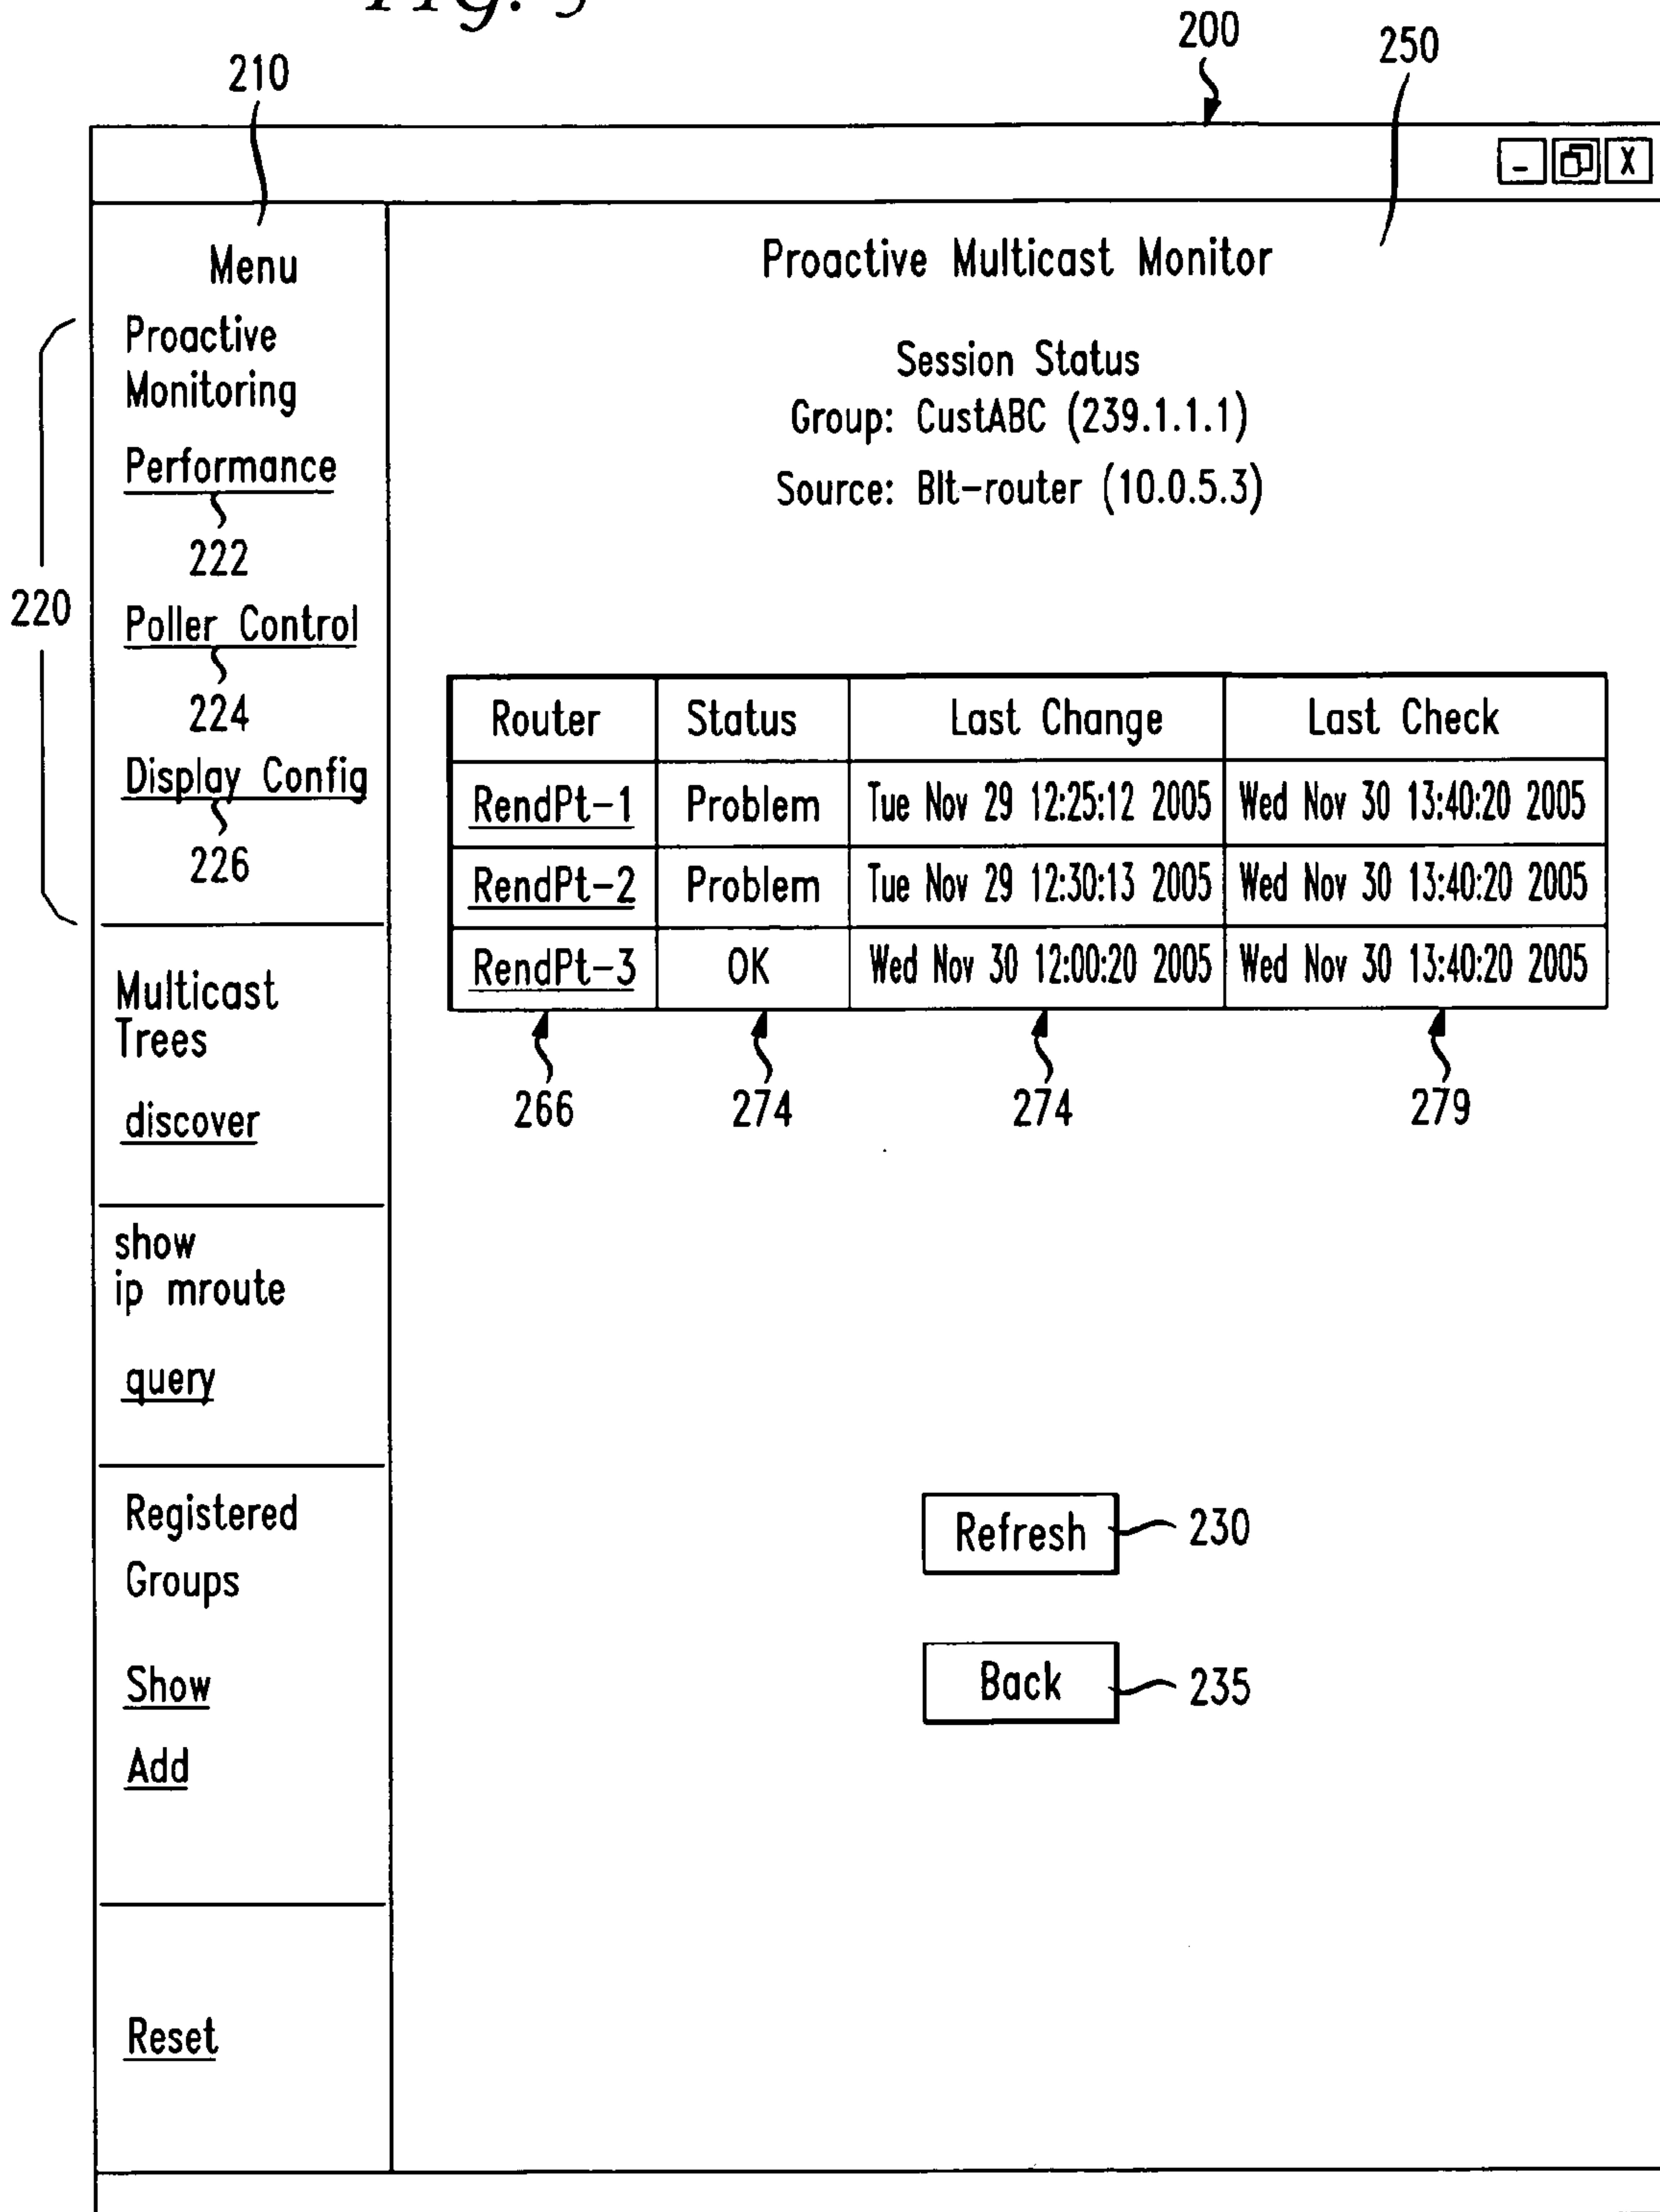 200
250
210
- X
Menu
Proactive
Monitoring
Performance
222
220
Poller Control
224
Display Config
226
Multicast
Trees
discover
show
ip mroute
query
Registered
Groups
Show
Add
Reset
Proactive Multicast Monitor
Session Status
Group: CustABC (239.1.1.1)
Source: Blt-router (10.0.5.3)
Router Status Last Change Last Check
RendPt-1 Problem Tue Nov 29 12:25:12 2005 Wed Nov 30 13:40:20 2005
RendPt-2 Problem Tue Nov 29 12:30:13 2005 Wed Nov 30 13:40:20 2005
RendPt-3 OK Wed Nov 30 12:00:20 2005 Wed Nov 30 13:40:20 2005
266 274 274 279
Refresh 230
Back 235